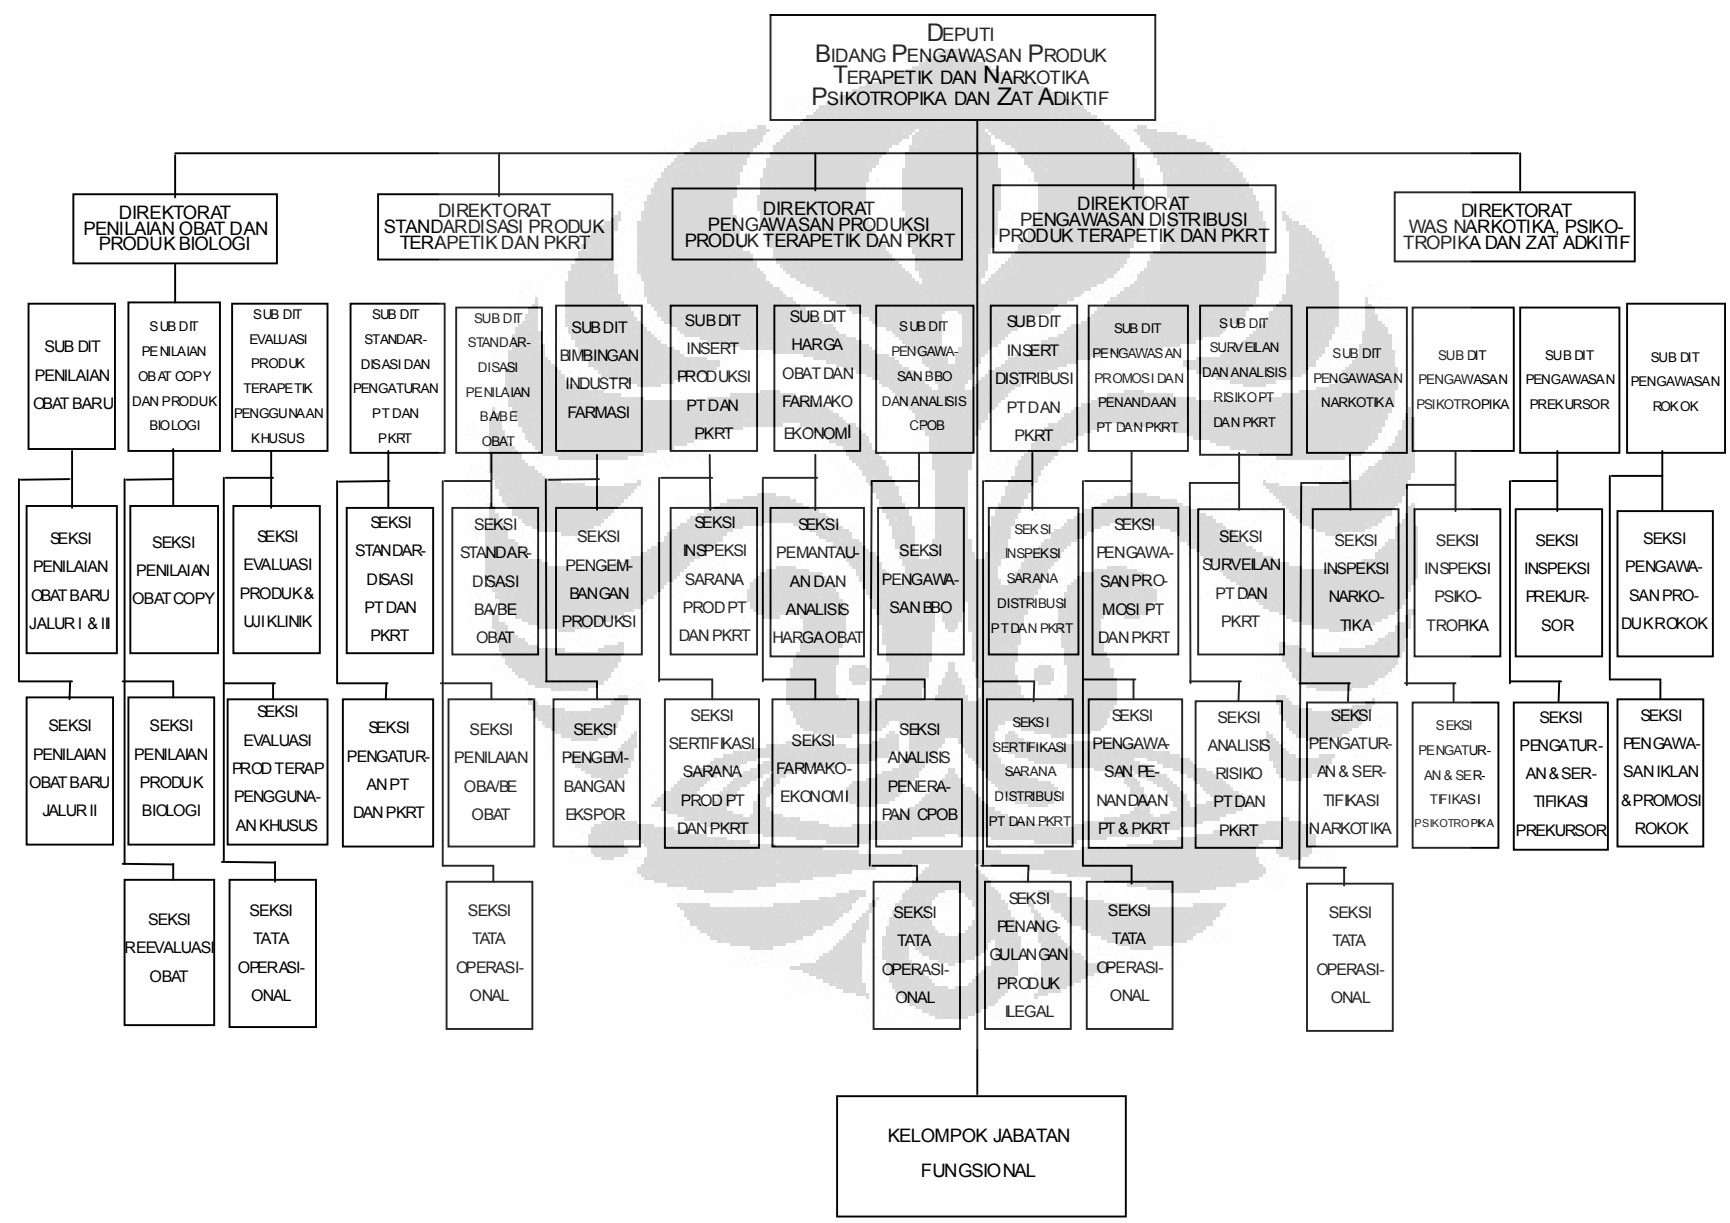 DEPUTI
BIDANG PENGAWASAN PRODUK
TERAPETIK DAN NARKOTIKA
PSIKOTROPIKA DAN ZAT ADIKTIF
DIREKTORAT
PENILAIAN OBAT DAN
PRODUK BIOLOGI
DIREKTORAT
STANDARDISASI PRODUK
TERAPETIK DAN PKRT
DIREKTORAT
PENGAWASAN PRODUKSI
PRODUK TERAPETIK DAN PKRT
DIREKTORAT
PENGAWASAN DISTRIBUSI
PRODUK TERAPETIK DAN PKRT
DIREKTORAT
WAS NARKOTIKA, PSIKO-
TROPIKA DAN ZAT ADKITIF
SUB DIT
PENILAIAN
OBAT BARU
SUB DIT
PENILAIAN
OBAT COPY
DAN PRODUK
BIOLOGI
SUB DIT
EVALUASI
PRODUK
TERAPETIK
PENGGUNAAN
KHUSUS
SUB DIT
STANDAR-
DISASI DAN
PENGATURAN
PT DAN
PKRT
SUB DIT
STANDAR-
DISASI
PENILAIAN
BA/BE
OBAT
SUB DIT
BIMBINGAN
INDUSTRI
FARMASI
SUB DIT
INSERT
PRODUKSI
PT DAN
PKRT
SUB DIT
HARGA
OBAT DAN
FARMAKO
EKONOMI
SUB DIT
PENGAWA-
SAN BBO
DAN ANALISIS
CPOB
SUB DIT
INSERT
DISTRIBUSI
PT DAN
PKRT
SUB DIT
PENGAWASAN
PROMOSI DAN
PENANDAAN
PT DAN PKRT
SUB DIT
SURVEILAN
DAN ANALISIS
RISIKO PT
DAN PKRT
SUB DIT
PENGAWASAN
NARKOTIKA
SUB DIT
PENGAWASAN
PSIKOTROPIKA
SUB DIT
PENGAWASAN
PREKURSOR
SUB DIT
PENGAWASAN
ROKOK
SEKSI
PENILAIAN
OBAT BARU
JALUR I & III
SEKSI
PENILAIAN
OBAT COPY
SEKSI
EVALUASI
PRODUK &
UJI KLINIK
SEKSI
STANDAR-
DISASI
PT DAN
PKRT
SEKSI
STANDAR-
DISASI
BA/BE
OBAT
SEKSI
PENGEM-
BANGAN
PRODUKSI
SEKSI
INSPEKSI
SARANA
PROD PT
DAN PKRT
SEKSI
PEMANTAU-
AN DAN
ANALISIS
HARGA OBAT
SEKSI
PENGAWA-
SAN BBO
SEKSI
INSPEKSI
SARANA
DISTRIBUSI
PT DAN PKRT
SEKSI
PENGAWA-
SAN PRO-
MOSI PT
DAN PKRT
SEKSI
SURVEILAN
PT DAN
PKRT
SEKSI
INSPEKSI
NARKO-
TIKA
SEKSI
INSPEKSI
PSIKO-
TROPIKA
SEKSI
INSPEKSI
PREKUR-
SOR
SEKSI
PENGAWA-
SAN PRO-
DUK ROKOK
SEKSI
PENILAIAN
OBAT BARU
JALUR II
SEKSI
PENILAIAN
PRODUK
BIOLOGI
SEKSI
EVALUASI
PROD TERAP
PENGGUNA-
AN KHUSUS
SEKSI
PENGATUR-
AN PT
DAN PKRT
SEKSI
PENILAIAN
OBA/BE
OBAT
SEKSI
PENGEM-
BANGAN
EKSPOR
SEKSI
SERTIFIKASI
SARANA
PROD PT
DAN PKRT
SEKSI
FARMAKO-
EKONOMI
SEKSI
ANALISIS
PENERA-
PAN CPOB
SEKSI
SERTIFIKASI
SARANA
DISTRIBUSI
PT DAN PKRT
SEKSI
PENGAWA-
SAN PE-
NANDAAN
PT & PKRT
SEKSI
ANALISIS
RISIKO
PT DAN
PKRT
SEKSI
PENGATUR-
AN & SER-
TIFIKASI
NARKOTIKA
SEKSI
PENGATUR-
AN & SER-
TIFIKASI
PSIKOTROPIKA
SEKSI
PENGATUR-
AN & SER-
TIFIKASI
PREKURSOR
SEKSI
PENGAWA-
SAN IKLAN
& PROMOSI
ROKOK
SEKSI
REEVALUASI
OBAT
SEKSI
TATA
OPERASI-
ONAL
SEKSI
TATA
OPERASI-
ONAL
SEKSI
TATA
OPERASI-
ONAL
SEKSI
PENANG-
GULANGAN
PRODUK
ILEGAL
SEKSI
TATA
OPERASI-
ONAL
SEKSI
TATA
OPERASI-
ONAL
KELOMPOK JABATAN
FUNGSIONAL